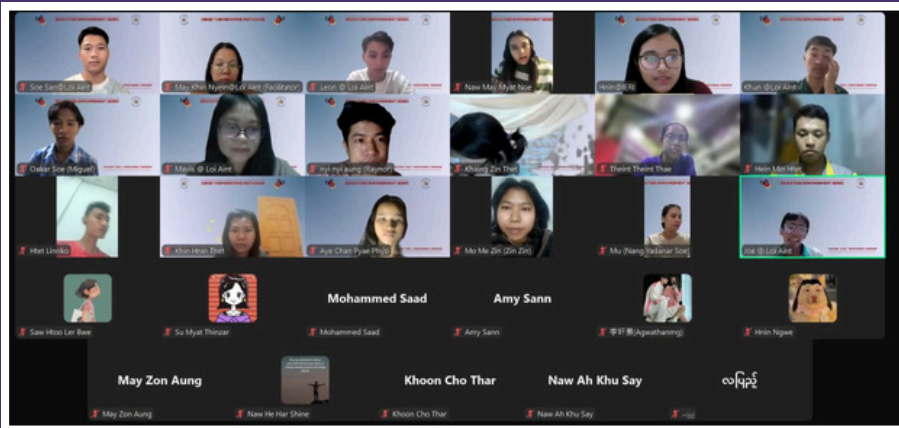 Soe San@Loi Aint
May Khin Nyein@Loi Aint (Facilitator)
Leon @ Loi Aint
Naw May Myat Noe
Hnin@IERI
Khun @Loi Aint
Oakar Soe (Miguel)
Mavis @ Loi Aint
nyi nyi aung (Raynor)
Khaing Zin Thet
Theint Theint Thae
Hein Min Htet
Htet Linnko
Khin Hnin
Aye Chan Pyae Phyo
Mo Me Zin (Zin Zin)
Mu (Nang Yadanar Soe)
Joe @ Loi Aint
Saw Htoo Ler Bwe
Su Myat Thinzar
Mohammed Saad
Mohammed Saad
Amy Sann
Amy Sann
(Agwathanmg)
Hnin Ngwe
May Zon Aung
May Zon Aung
Naw He Har Shine
Khoon Cho Thar
Khoon Cho Thar
Naw Ah Khu Say
Naw Ah Khu Say
လပြည့်